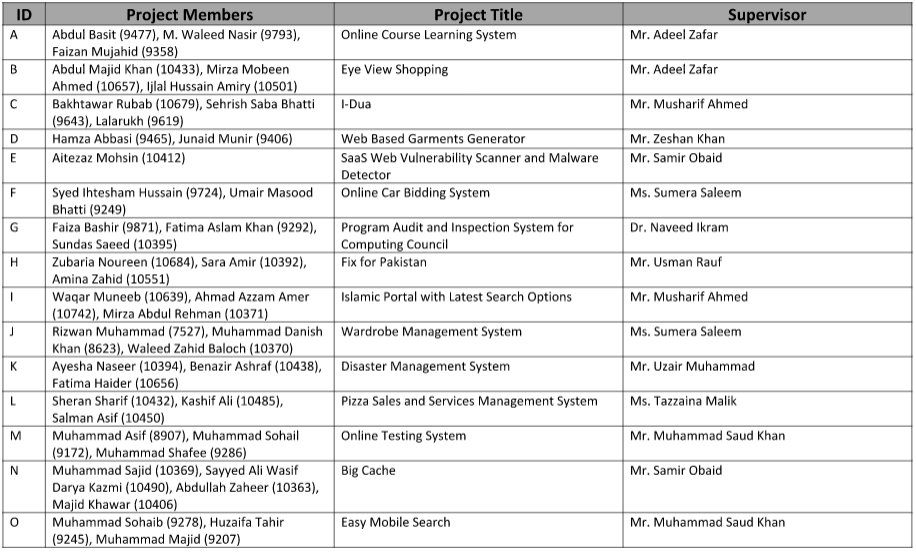 ID Project Members Project Title Supervisor
A Abdul Basit (9477), M. Waleed Nasir (9793), Online Course Learning System Mr. Adeel Zafar
Faizan Mujahid (9358)
B Abdul Majid Khan (10433), Mirza Mobeen Eye View Shopping Mr. Adeel Zafar
Ahmed (10657), Ijlal Hussain Amiry (10501)
C Bakhtawar Rubab (10679), Sehrish Saba Bhatti I-Dua Mr. Musharif Ahmed
(9643), Lalarukh (9619)
D Hamza Abbasi (9465), Junaid Munir (9406) Web Based Garments Generator Mr. Zeshan Khan
E Aitezaz Mohsin (10412) SaaS Web Vulnerability Scanner and Malware Mr. Samir Obaid
Detector
F Syed Ihtesham Hussain (9724), Umair Masood Online Car Bidding System Ms. Sumera Saleem
Bhatti (9249)
G Faiza Bashir (9871), Fatima Aslam Khan (9292), Program Audit and Inspection System for Dr. Naveed Ikram
Sundas Saeed (10395) Computing Council
H Zubaria Noureen (10684), Sara Amir (10392), Fix for Pakistan Mr. Usman Rauf
Amina Zahid (10551)
I Waqar Muneeb (10639), Ahmad Azzam Amer Islamic Portal with Latest Search Options Mr. Musharif Ahmed
(10742), Mirza Abdul Rehman (10371)
J Rizwan Muhammad (7527), Muhammad Danish Wardrobe Management System Ms. Sumera Saleem
Khan (8623), Waleed Zahid Baloch (10370)
K Ayesha Naseer (10394), Benazir Ashraf (10438), Disaster Management System Mr. Uzair Muhammad
Fatima Haider (10656)
L Sheran Sharif (10432), Kashif Ali (10485), Pizza Sales and Services Management System Ms. Tazzaina Malik
Salman Asif (10450)
M Muhammad Asif (8907), Muhammad Sohail Online Testing System Mr. Muhammad Saud Khan
(9172), Muhammad Shafee (9286)
N Muhammad Sajid (10369), Sayyed Ali Wasif Big Cache Mr. Samir Obaid
Darya Kazmi (10490), Abdullah Zaheer (10363),
Majid Khawar (10406)
O Muhammad Sohaib (9278), Huzaifa Tahir Easy Mobile Search Mr. Muhammad Saud Khan
(9245), Muhammad Majid (9207)